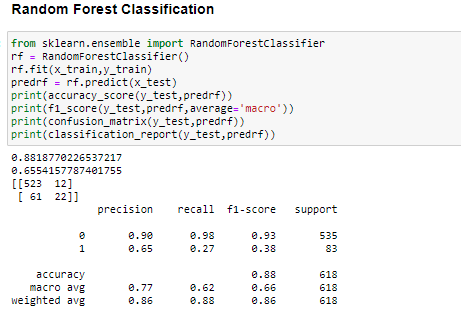 Random Forest Classification
from sklearn.ensemble import RandomForestClassifier
rf = RandomForestClassifier()
rf.fit(x_train,y_train)
predrf = rf.predict(x_test)
print(accuracy_score(y_test,predrf))
print(f1_score(y_test,predrf,average='macro'))
print(confusion_matrix(y_test,predrf))
print(classification_report(y_test,predrf))
0.8818770226537217
0.6554157787401755
[[523 12]
[ 61 22]]
precision recall f1-score support
0 0.90 0.98 0.93 535
1 0.65 0.27 0.38 83
accuracy 0.88 618
macro avg 0.77 0.62 0.66 618
weighted avg 0.86 0.88 0.86 618